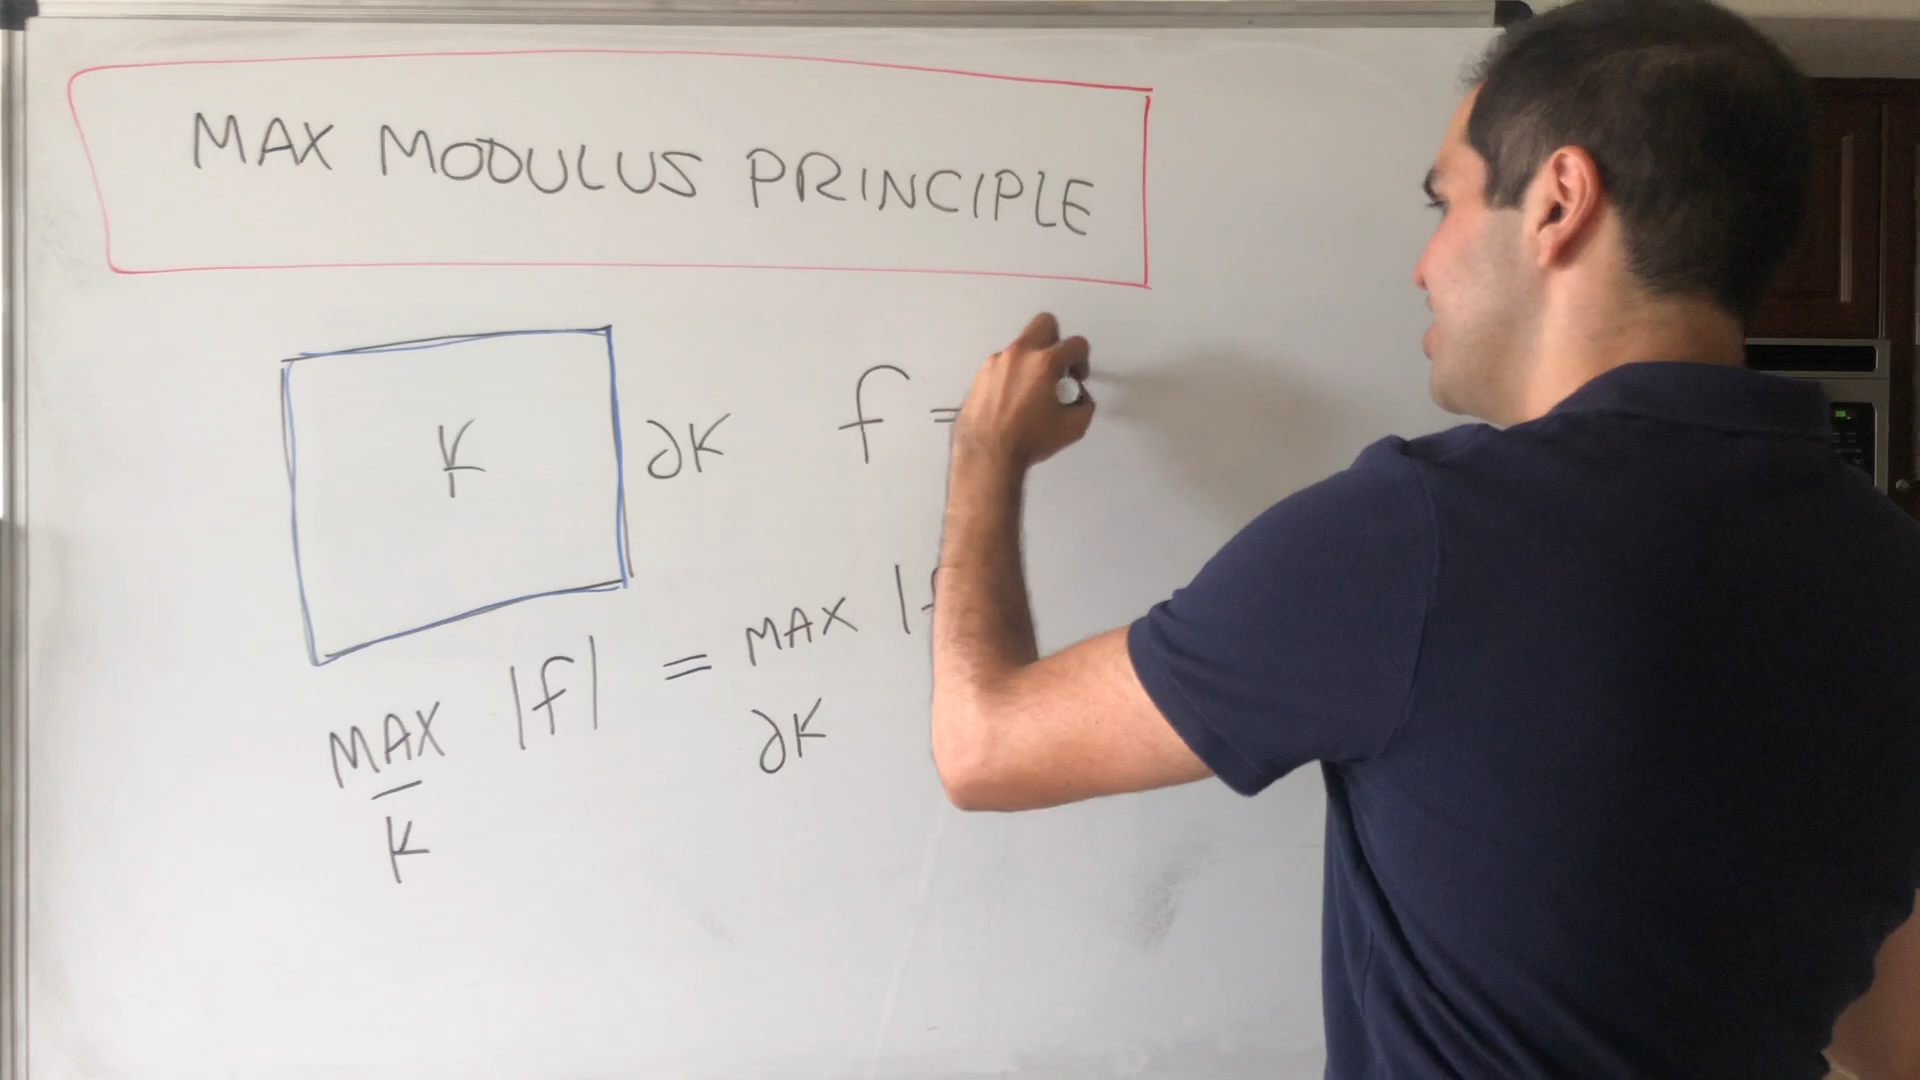 MAX MODULUS PRINCIPLE
K ∂K f =
MAX |f| = MAX |f
K ∂K